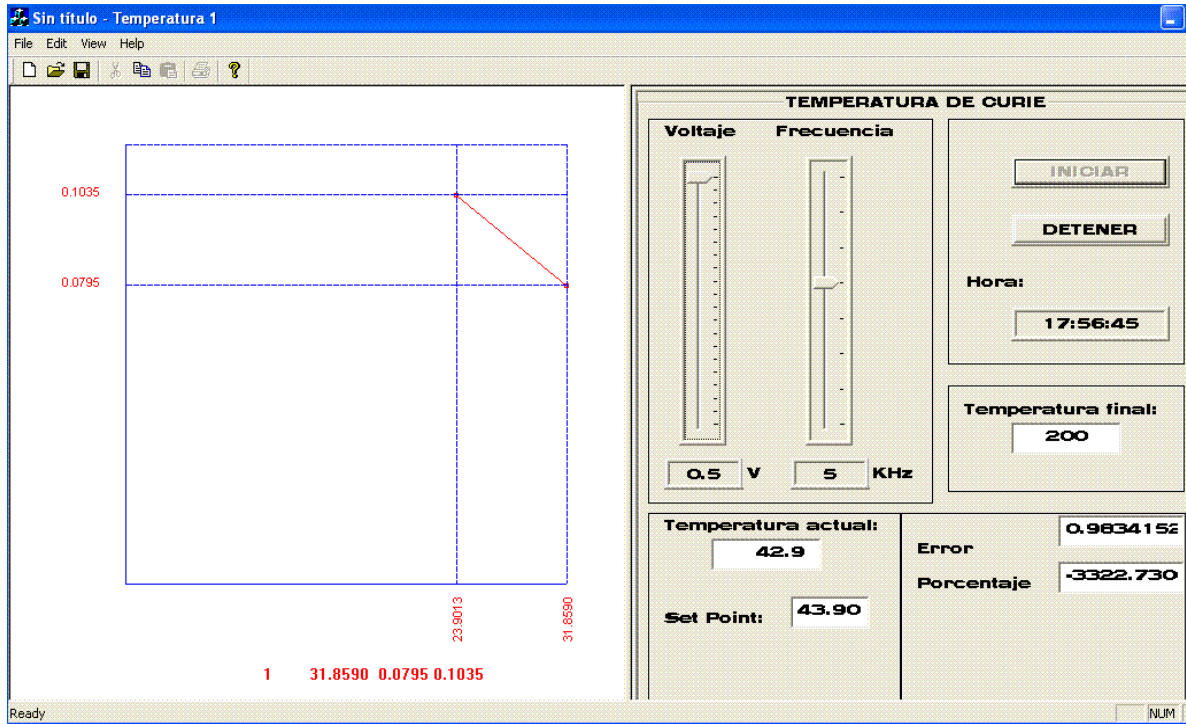 Sin título - Temperatura 1
File Edit View Help
0.1035
0.0795
23.9013
31.8590
1 31.8590 0.0795 0.1035
TEMPERATURA DE CURIE
Voltaje Frecuencia
0.5 V 5 KHz
INICIAR
DETENER
Hora:
17:56:45
Temperatura final:
200
Temperatura actual:
42.9
Set Point: 43.90
Error 0.9834152
Porcentaje -3322.730
Ready NUM